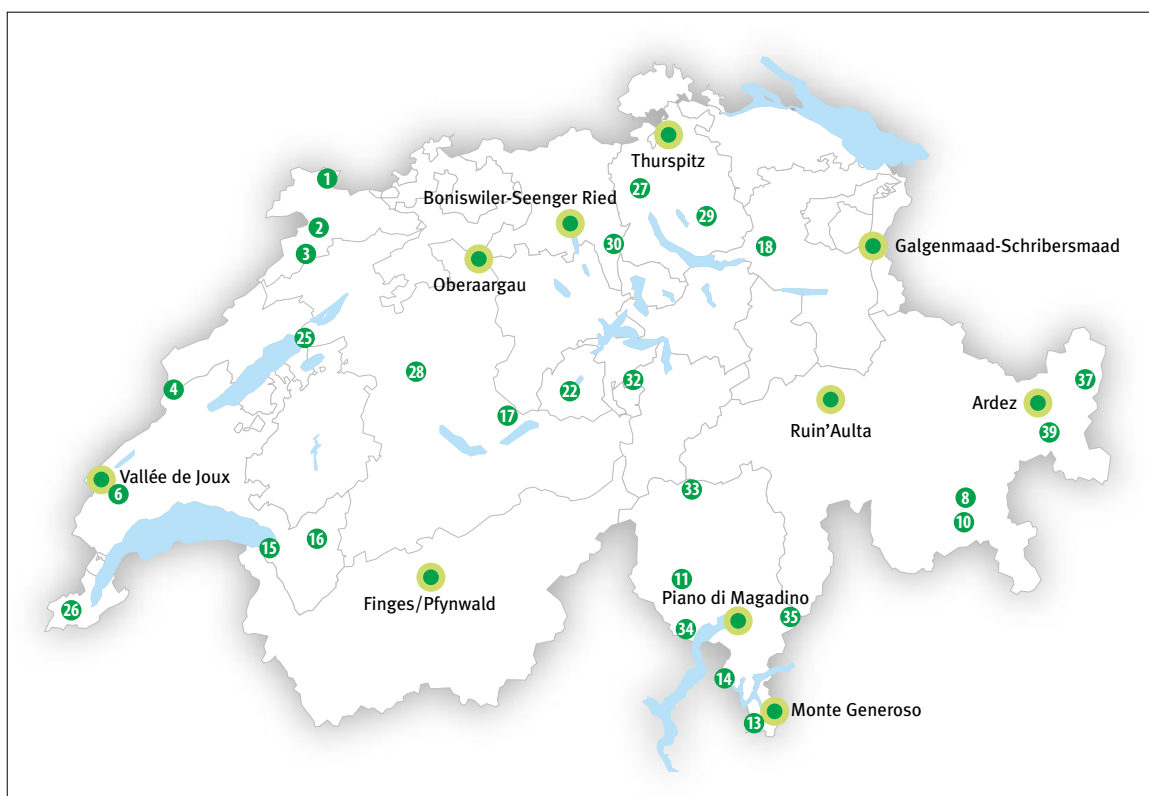 Thurspitz
1
27
Boniswiler-Seenger Ried
29
2
30
18
Galgenmaad-Schribersmaad
3
Oberaargau
25
28
32
37
4
22
Ardez
17
Ruin'Aulta
39
Vallée de Joux
6
33
8
10
16
15
11
Finges/Pfynwald
Piano di Magadino
26
35
34
14
Monte Generoso
13